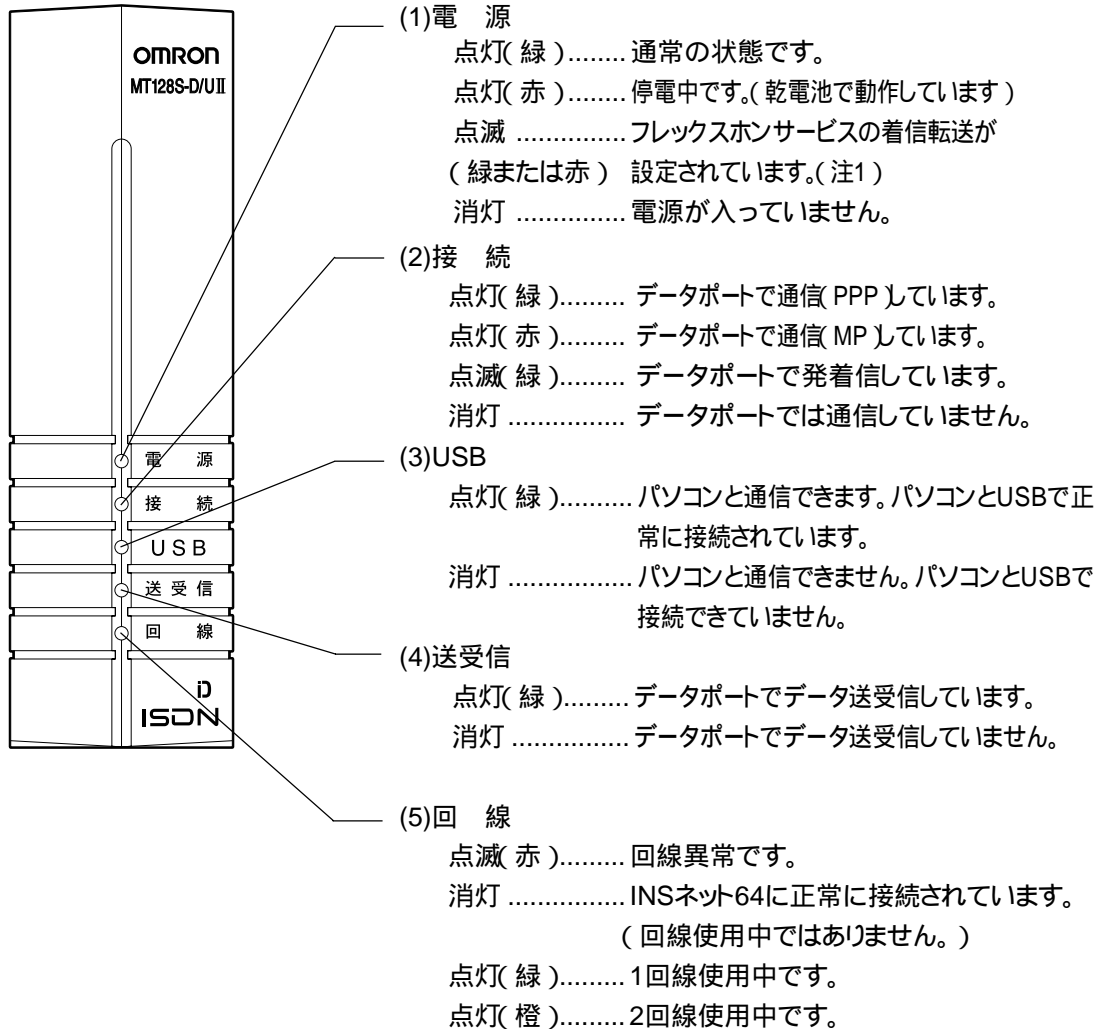 OMRON
MT128S-D/UⅡ
電　源
接　続
USB
送受信
回　線
i
ISDN
(1)電　源
点灯(緑)........通常の状態です。
点灯(赤)........停電中です。(乾電池で動作しています)
点滅 ...............フレックスホンサービスの着信転送が
(緑または赤)　設定されています。(注1)
消灯 ...............電源が入っていません。
(2)接　続
点灯(緑)......... データポートで通信(PPP)しています。
点灯(赤)......... データポートで通信(MP)しています。
点滅(緑)......... データポートで発着信しています。
消灯 ................ データポートでは通信していません。
(3)USB
点灯(緑)..........パソコンと通信できます。パソコンとUSBで正
常に接続されています。
消灯 .................パソコンと通信できません。パソコンとUSBで
接続できていません。
(4)送受信
点灯(緑).........データポートでデータ送受信しています。
消灯 ................データポートでデータ送受信していません。
(5)回　線
点滅(赤).........回線異常です。
消灯 ................INSネット64に正常に接続されています。
(回線使用中ではありません。)
点灯(緑).........1回線使用中です。
点灯(橙).........2回線使用中です。